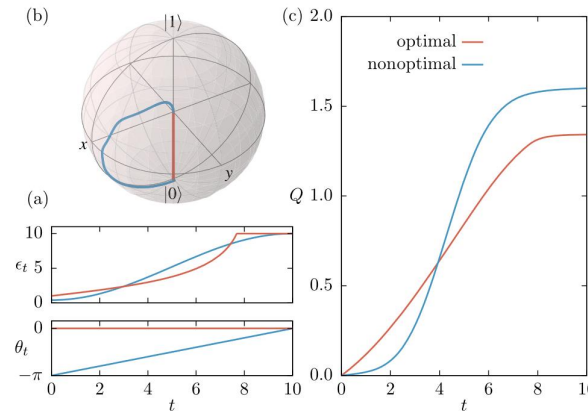 (b)
|1⟩
x
y
|0⟩
(a)
10
ϵt
5
0
0
θt
−π
0 2 4 6 8 10
t
(c)
2.0
optimal
nonoptimal
1.5
Q
1.0
0.5
0.0
0 2 4 6 8 10
t